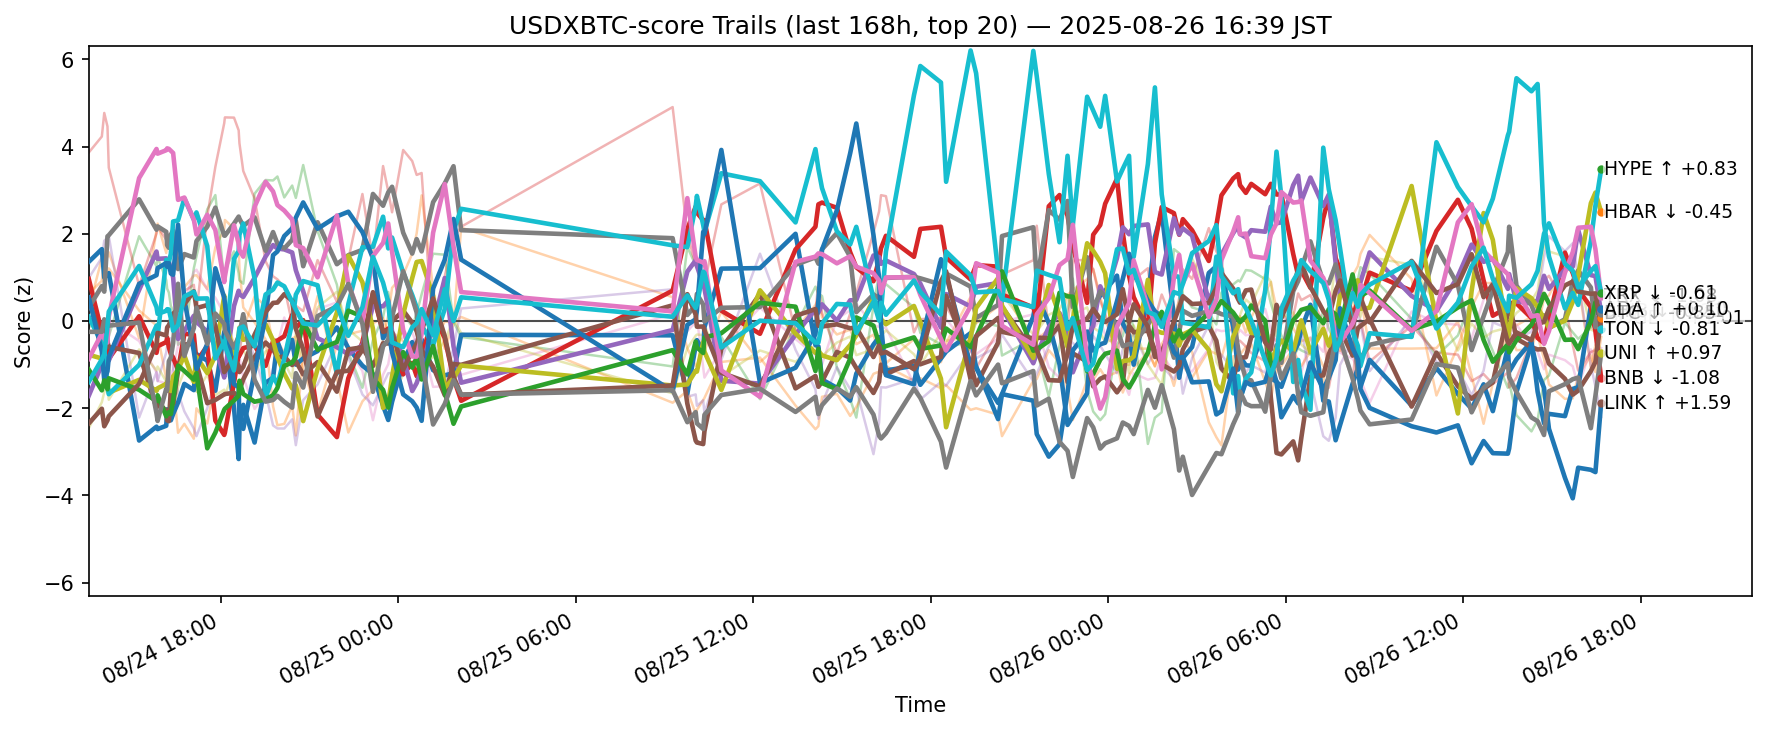 USDXBTC-score Trails (last 168h, top 20) — 2025-08-26 16:39 JST
Score (z)
6
4
2
0
−2
−4
−6
HYPE ↑ +0.83
HBAR ↓ -0.45
XRP ↓ -0.61
ADA ↑ +0.10
TON ↓ -0.81
UNI ↑ +0.97
BNB ↓ -1.08
LINK ↑ +1.59
08/24 18:00
08/25 00:00
08/25 06:00
08/25 12:00
08/25 18:00
08/26 00:00
08/26 06:00
08/26 12:00
08/26 18:00
Time